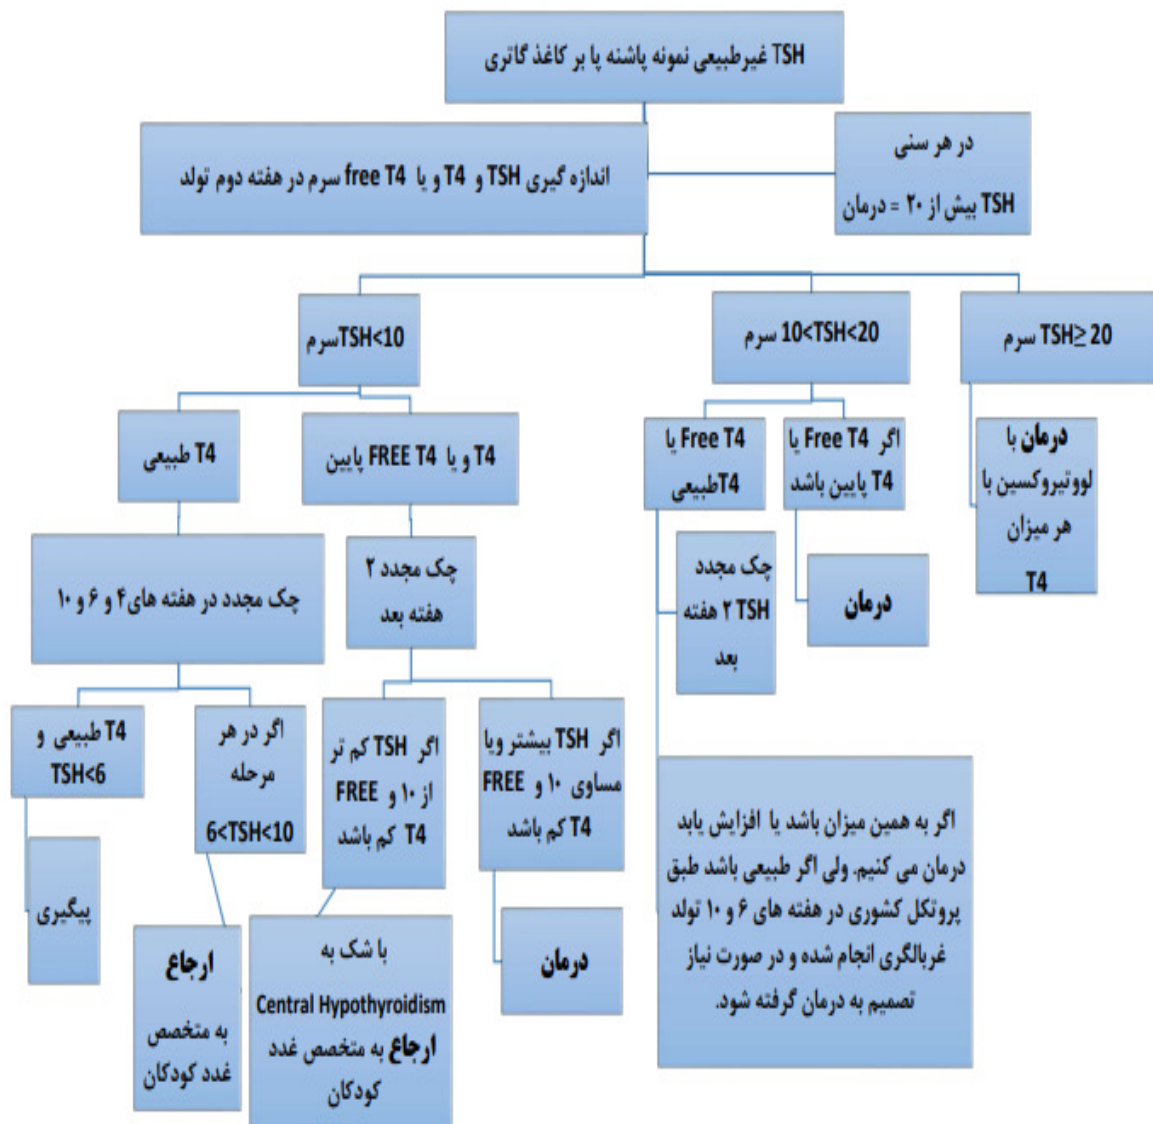 TSH غیرطبیعی نمونه پاشنه پا بر کاغذ گاتری
در هر سنی
TSH بیش از ۲۰ = درمان
اندازه گیری TSH و T4 و یا free T4 سرم در هفته دوم تولد
TSH≥ 20 سرم
10<TSH<20 سرم
TSH<10سرم
درمان با
لووتیروکسین با
هر میزان
T4
اگر Free T4 یا
T4 پایین باشد
Free T4 یا
T4طبیعی
T4 و یا FREE T4 پایین
T4 طبیعی
درمان
چک مجدد
TSH ۲ هفته
بعد
چک مجدد ۲
هفته بعد
چک مجدد در هفته های۴ و ۶ و ۱۰
اگر به همین میزان باشد یا افزایش یابد
درمان می کنیم. ولی اگر طبیعی باشد طبق
پروتکل کشوری در هفته های ۶ و ۱۰ تولد
غربالگری انجام شده و در صورت نیاز
تصمیم به درمان گرفته شود.
اگر TSH بیشتر ویا
مساوی ۱۰ و FREE
T4 کم باشد
اگر TSH کم تر
از ۱۰ و FREE
T4 کم باشد
اگر در هر
مرحله
6<TSH<10
T4 طبیعی و
TSH<6
درمان
با شک به
Central Hypothyroidism
ارجاع به متخصص غدد
کودکان
ارجاع
به متخصص
غدد کودکان
پیگیری